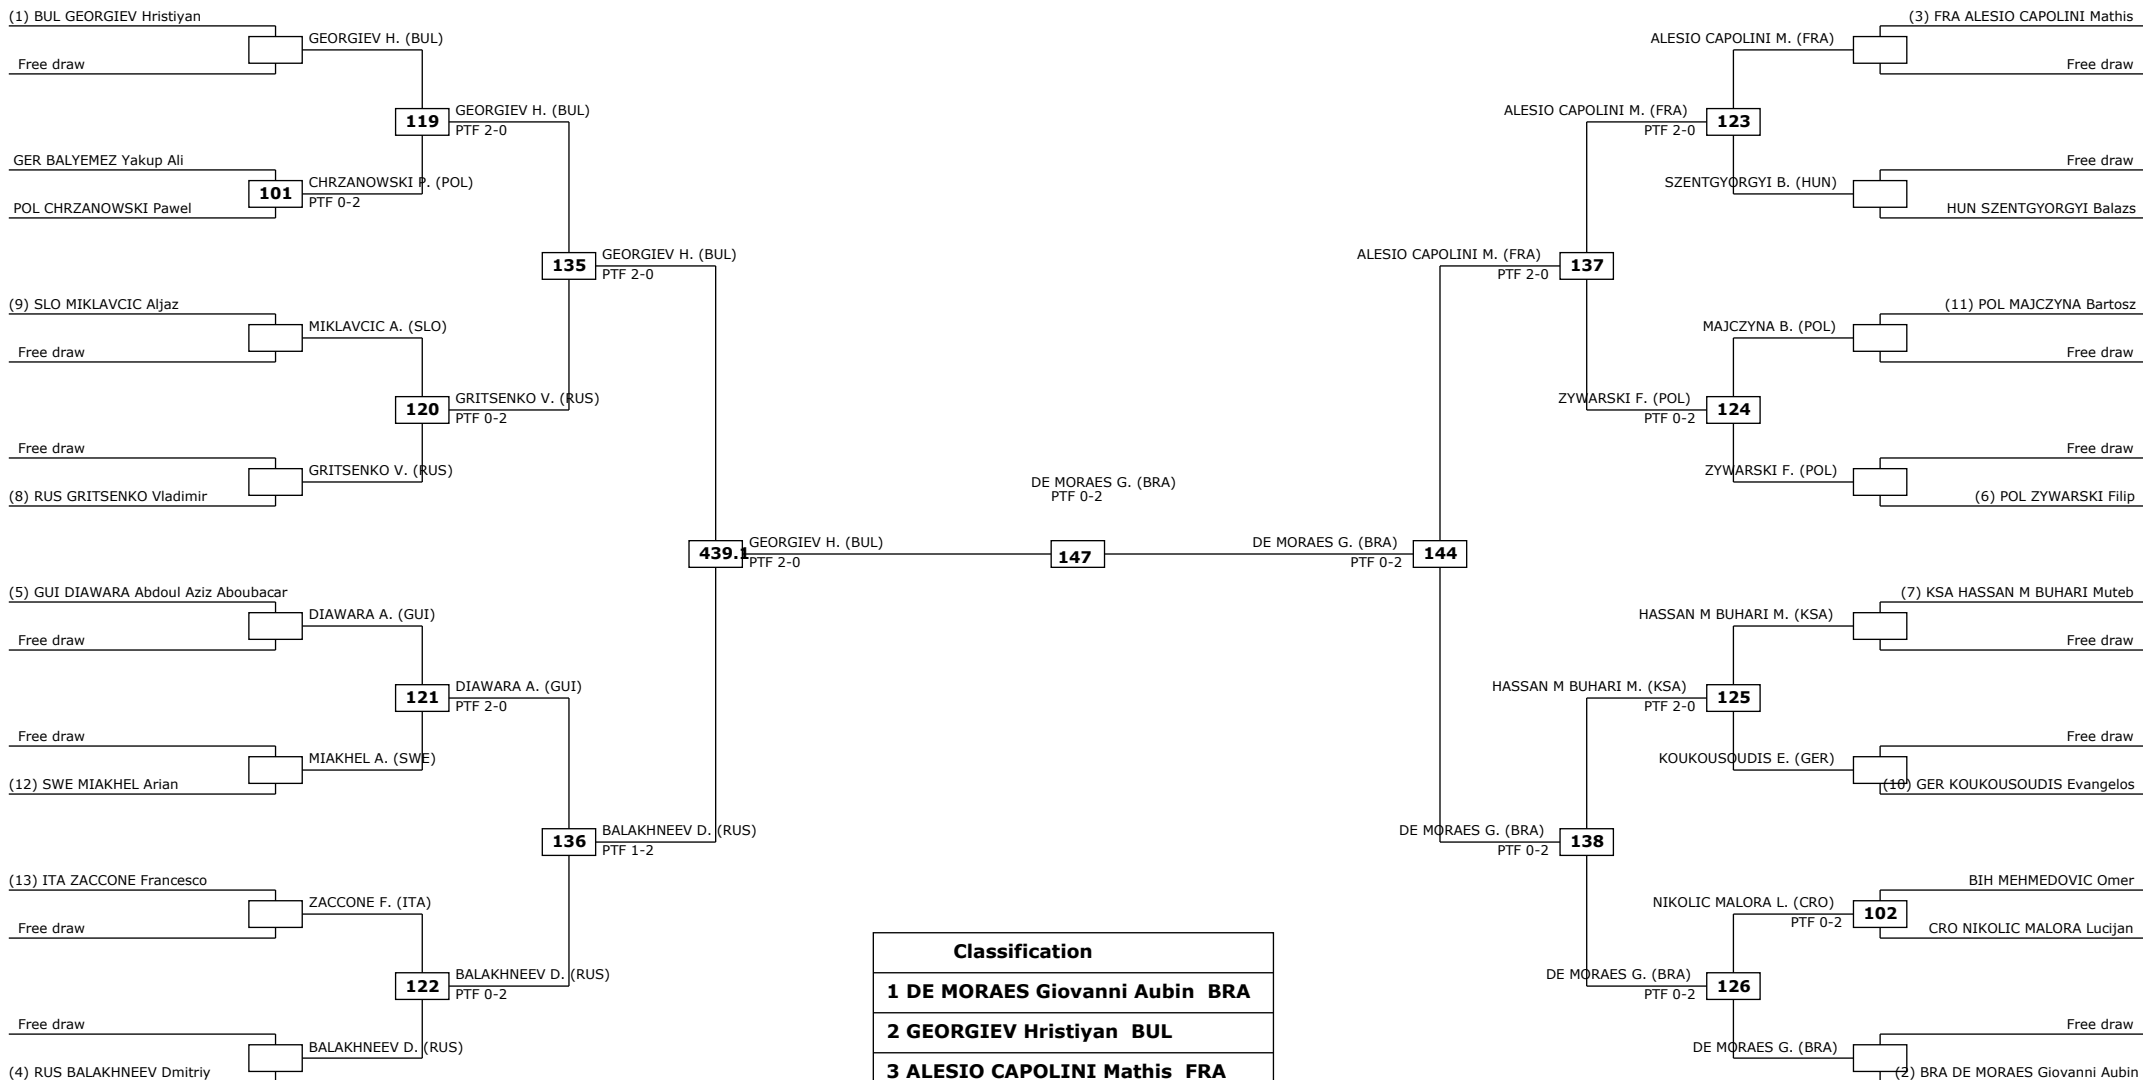 (1) BUL GEORGIEV Hristiyan
GEORGIEV H. (BUL)
Free draw
119
GEORGIEV H. (BUL)
PTF 2-0
GER BALYEMEZ Yakup Ali
101
CHRZANOWSKI P. (POL)
PTF 0-2
POL CHRZANOWSKI Pawel
135
GEORGIEV H. (BUL)
PTF 2-0
(9) SLO MIKLAVCIC Aljaz
MIKLAVCIC A. (SLO)
Free draw
120
GRITSENKO V. (RUS)
PTF 0-2
Free draw
GRITSENKO V. (RUS)
(8) RUS GRITSENKO Vladimir
439.1
GEORGIEV H. (BUL)
PTF 2-0
(5) GUI DIAWARA Abdoul Aziz Aboubacar
DIAWARA A. (GUI)
Free draw
121
DIAWARA A. (GUI)
PTF 2-0
Free draw
MIAKHEL A. (SWE)
(12) SWE MIAKHEL Arian
136
BALAKHNEEV D. (RUS)
PTF 1-2
(13) ITA ZACCONE Francesco
ZACCONE F. (ITA)
Free draw
122
BALAKHNEEV D. (RUS)
PTF 0-2
Free draw
BALAKHNEEV D. (RUS)
(4) RUS BALAKHNEEV Dmitriy
DE MORAES G. (BRA)
PTF 0-2
147
(3) FRA ALESIO CAPOLINI Mathis
ALESIO CAPOLINI M. (FRA)
Free draw
ALESIO CAPOLINI M. (FRA)
PTF 2-0
123
Free draw
SZENTGYORGYI B. (HUN)
HUN SZENTGYORGYI Balazs
ALESIO CAPOLINI M. (FRA)
PTF 2-0
137
(11) POL MAJCZYNA Bartosz
MAJCZYNA B. (POL)
Free draw
ZYWARSKI F. (POL)
PTF 0-2
124
Free draw
ZYWARSKI F. (POL)
(6) POL ZYWARSKI Filip
DE MORAES G. (BRA)
PTF 0-2
144
(7) KSA HASSAN M BUHARI Muteb
HASSAN M BUHARI M. (KSA)
Free draw
HASSAN M BUHARI M. (KSA)
PTF 2-0
125
Free draw
KOUKOUSOUDIS E. (GER)
(10) GER KOUKOUSOUDIS Evangelos
DE MORAES G. (BRA)
PTF 0-2
138
BIH MEHMEDOVIC Omer
NIKOLIC MALORA L. (CRO)
PTF 0-2
102
CRO NIKOLIC MALORA Lucijan
DE MORAES G. (BRA)
PTF 0-2
126
Free draw
DE MORAES G. (BRA)
(2) BRA DE MORAES Giovanni Aubin
Classification
1 DE MORAES Giovanni Aubin BRA
2 GEORGIEV Hristiyan BUL
3 ALESIO CAPOLINI Mathis FRA